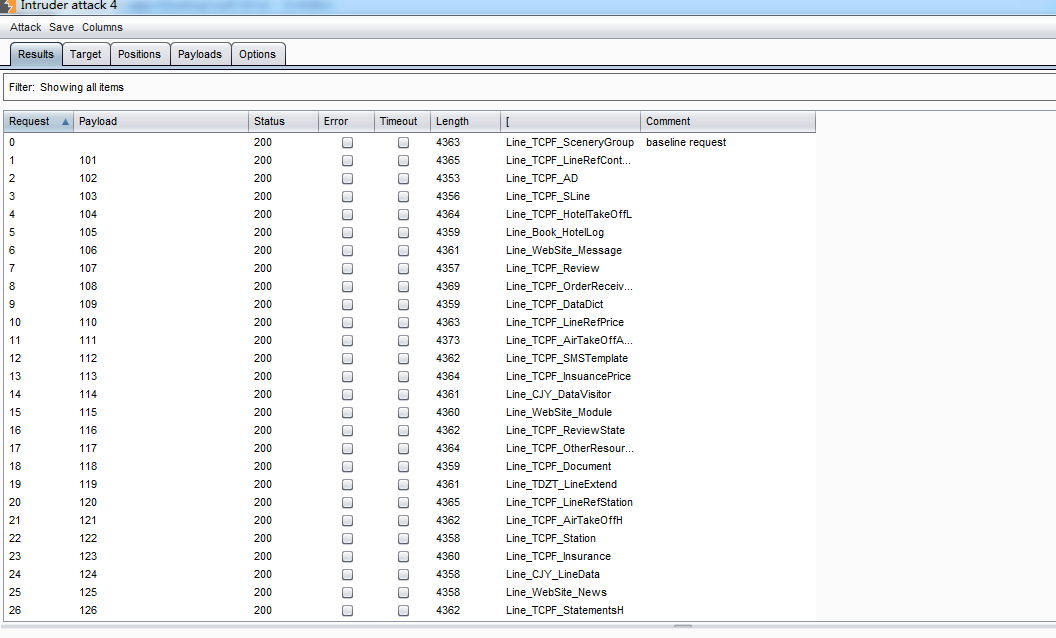 Intruder attack 4
Attack Save Columns
Results Target Positions Payloads Options
Filter: Showing all items
Request Payload Status Error Timeout Length [ Comment
0 200 4363 Line_TCPF_SceneryGroup baseline request
1 101 200 4365 Line_TCPF_LineRefCont...
2 102 200 4353 Line_TCPF_AD
3 103 200 4356 Line_TCPF_SLine
4 104 200 4364 Line_TCPF_HotelTakeOffL
5 105 200 4359 Line_Book_HotelLog
6 106 200 4361 Line_WebSite_Message
7 107 200 4357 Line_TCPF_Review
8 108 200 4369 Line_TCPF_OrderReceiv...
9 109 200 4359 Line_TCPF_DataDict
10 110 200 4363 Line_TCPF_LineRefPrice
11 111 200 4373 Line_TCPF_AirTakeOffA...
12 112 200 4362 Line_TCPF_SMSTemplate
13 113 200 4364 Line_TCPF_InsuancePrice
14 114 200 4361 Line_CJY_DataVisitor
15 115 200 4360 Line_WebSite_Module
16 116 200 4362 Line_TCPF_ReviewState
17 117 200 4364 Line_TCPF_OtherResour...
18 118 200 4359 Line_TCPF_Document
19 119 200 4361 Line_TDZT_LineExtend
20 120 200 4365 Line_TCPF_LineRefStation
21 121 200 4362 Line_TCPF_AirTakeOffH
22 122 200 4358 Line_TCPF_Station
23 123 200 4360 Line_TCPF_Insurance
24 124 200 4358 Line_CJY_LineData
25 125 200 4358 Line_WebSite_News
26 126 200 4362 Line_TCPF_StatementsH